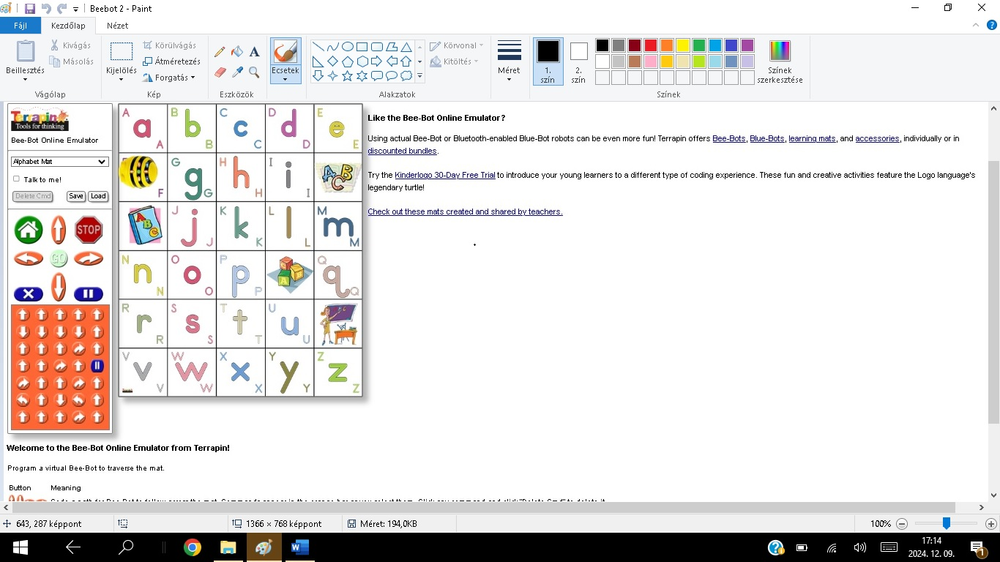 Beebot 2 - Paint
Fájl Kezdőlap Nézet
Beillesztés
Kivágás
Másolás
Vágólap
Kijelölés
Körülvágás
Átméretezés
Forgatás
Kép
A
Eszközök
Ecsetek
Körvonal
Kitöltés
Alakzatok
Méret
1. szín
2. szín
Színek
Színek szerkesztése
Terrapin
Tools for thinking
Bee-Bot Online Emulator
Alphabet Mat
Talk to me!
Delete Cmd Save Load
STOP
GO
A a A B b B C c C D d D E e E
F G g G H h H I i I A B C
A B C J j J K k K L l L M m M
N n N O o O P p P C A B Q q Q
R r R S s S T t T U u U
V v V W w W X x X Y y Y Z z Z
Like the Bee-Bot Online Emulator?
Using actual Bee-Bot or Bluetooth-enabled Blue-Bot robots can be even more fun! Terrapin offers Bee-Bots, Blue-Bots, learning mats, and accessories, individually or in
discounted bundles.
Try the Kinderlogo 30-Day Free Trial to introduce your young learners to a different type of coding experience. These fun and creative activities feature the Logo language's
legendary turtle!
Check out these mats created and shared by teachers.
Welcome to the Bee-Bot Online Emulator from Terrapin!
Program a virtual Bee-Bot to traverse the mat.
Button Meaning
643, 287 képpont
1366 × 768 képpont
Méret: 194,0KB
100%
17:14
2024. 12. 09.
1